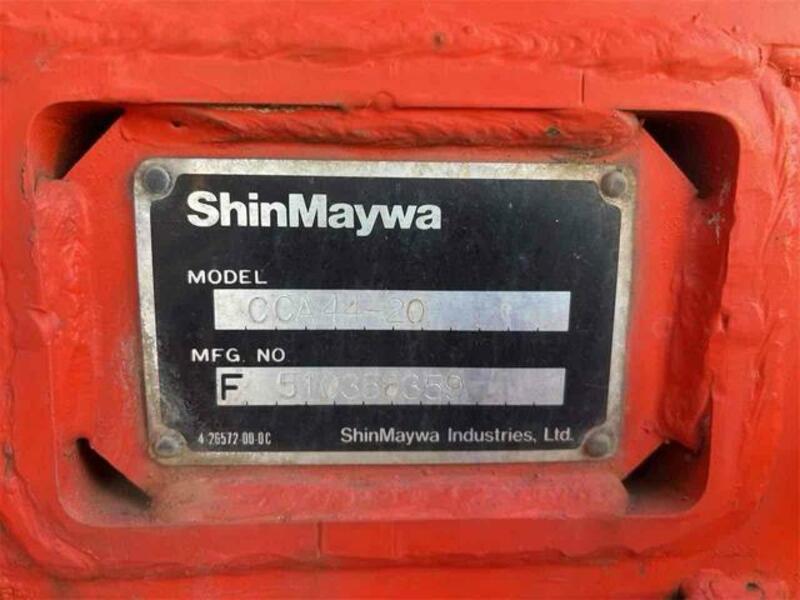 ShinMaywa
MODEL
CCA44-20
MFG. NO
F
4-26572-00-0C
ShinMaywa Industries, Ltd.